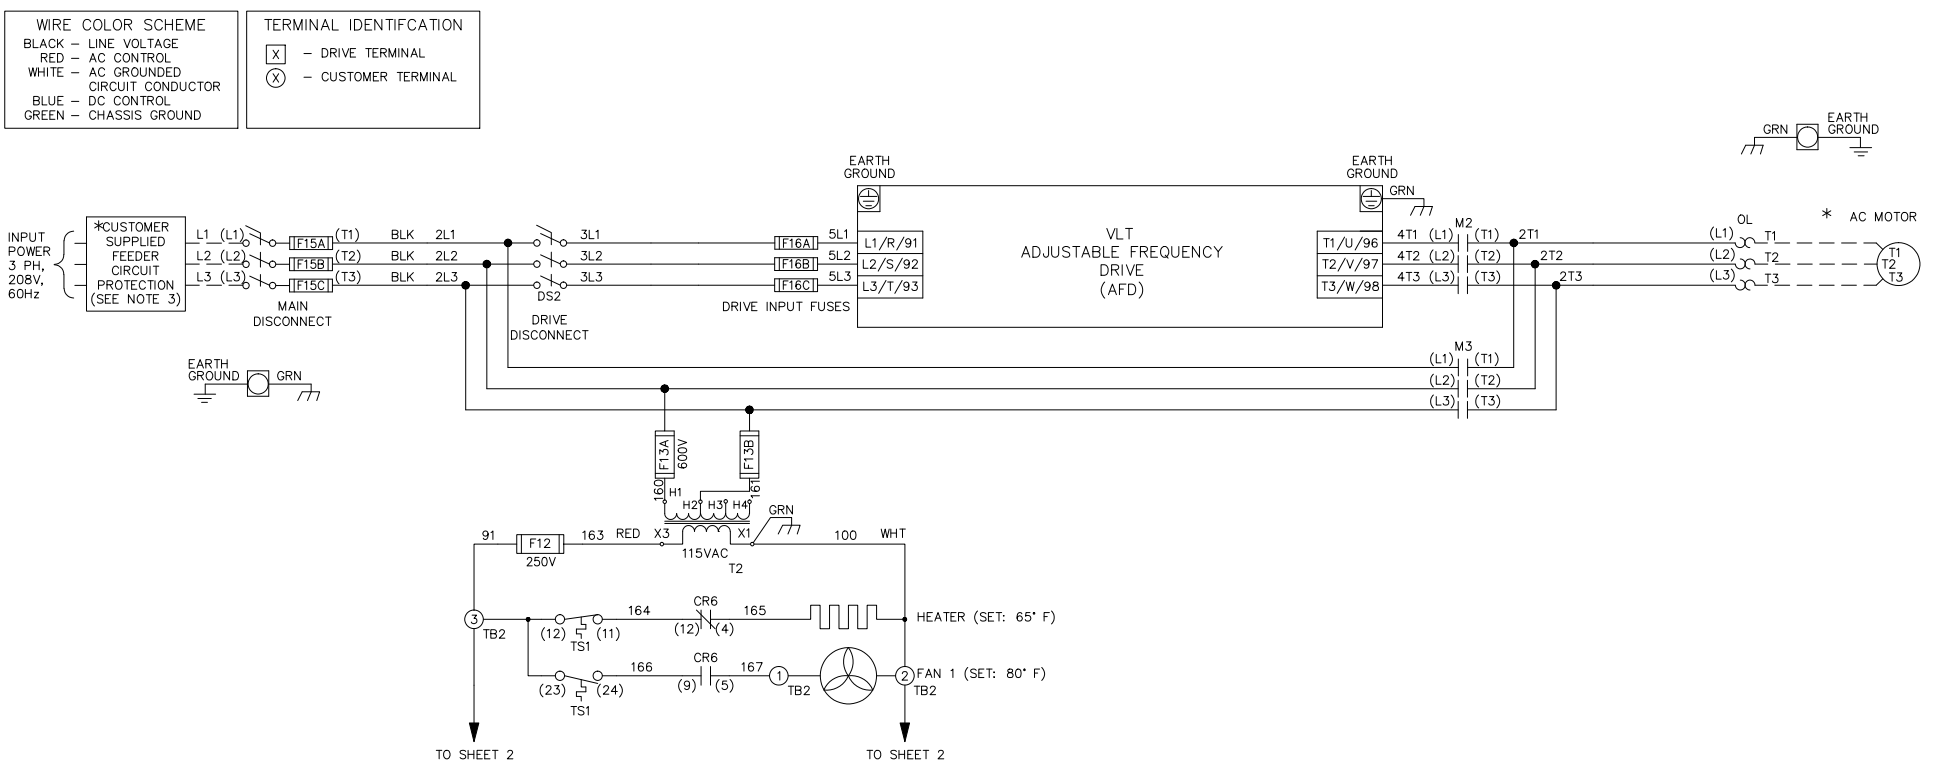 WIRE COLOR SCHEME
BLACK – LINE VOLTAGE
RED – AC CONTROL
WHITE – AC GROUNDED
CIRCUIT CONDUCTOR
BLUE – DC CONTROL
GREEN – CHASSIS GROUND
TERMINAL IDENTIFCATION
X – DRIVE TERMINAL
X – CUSTOMER TERMINAL
GRN
EARTH
GROUND
INPUT
POWER
3 PH,
208V,
60Hz
*CUSTOMER
SUPPLIED
FEEDER
CIRCUIT
PROTECTION
(SEE NOTE 3)
L1 (L1) F15A (T1) BLK 2L1 3L1 F16A 5L1 L1/R/91
L2 (L2) F15B (T2) BLK 2L2 3L2 F16B 5L2 L2/S/92
L3 (L3) F15C (T3) BLK 2L3 3L3 F16C 5L3 L3/T/93
MAIN
DISCONNECT
DS2
DRIVE
DISCONNECT
DRIVE INPUT FUSES
EARTH
GROUND
VLT
ADJUSTABLE FREQUENCY
DRIVE
(AFD)
EARTH
GROUND
GRN
M2
T1/U/96 4T1 (L1) (T1) 2T1
T2/V/97 4T2 (L2) (T2) 2T2
T3/W/98 4T3 (L3) (T3) 2T3
OL
(L1) T1
(L2) T2
(L3) T3
* AC MOTOR
T1
T2
T3
M3
(L1) (T1)
(L2) (T2)
(L3) (T3)
EARTH
GROUND GRN
F13A
600V
F13B
160
161
H1 H2 H3 H4
GRN
91 F12 163 RED X3 X1 100 WHT
250V
115VAC
T2
3
TB2
(12) (11)
TS1
164
CR6
(12) (4)
165
HEATER (SET: 65° F)
(23) (24)
TS1
166
CR6
(9) (5)
167
1
TB2
2
TB2
FAN 1 (SET: 80° F)
TO SHEET 2
TO SHEET 2